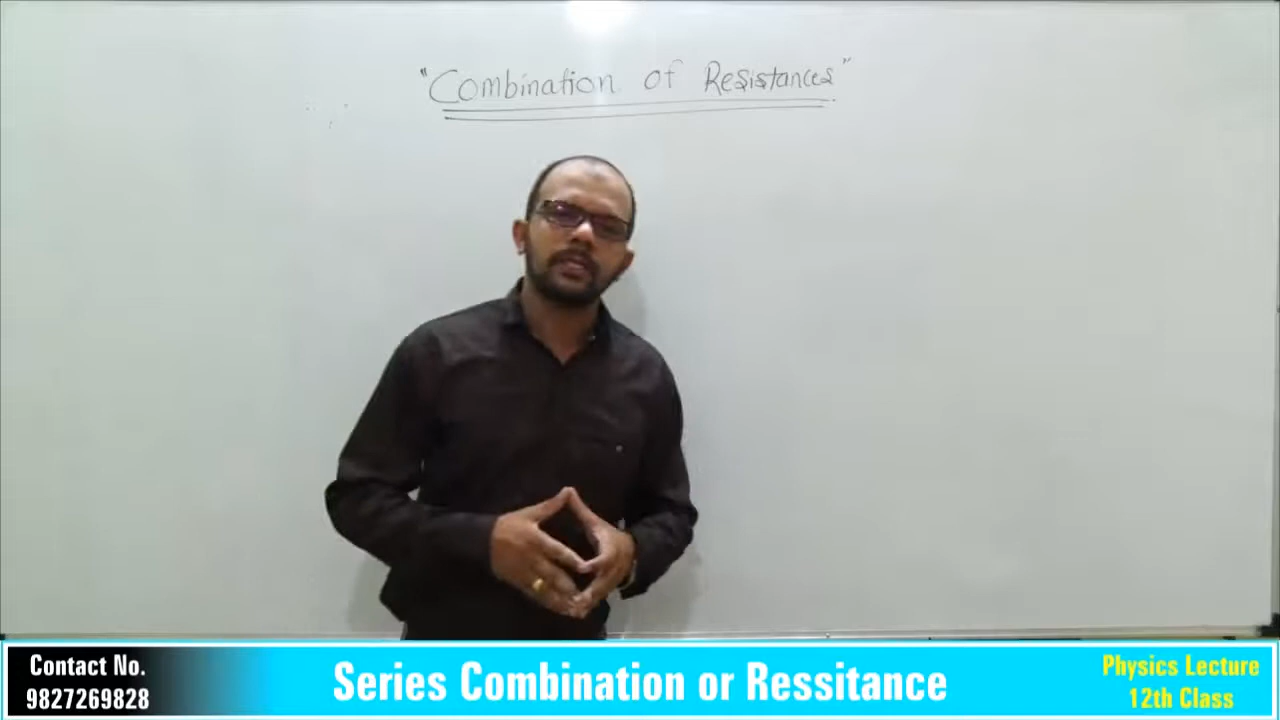 "Combination of Resistances"
Contact No.
9827269828
Series Combination or Ressitance
Physics Lecture
12th Class